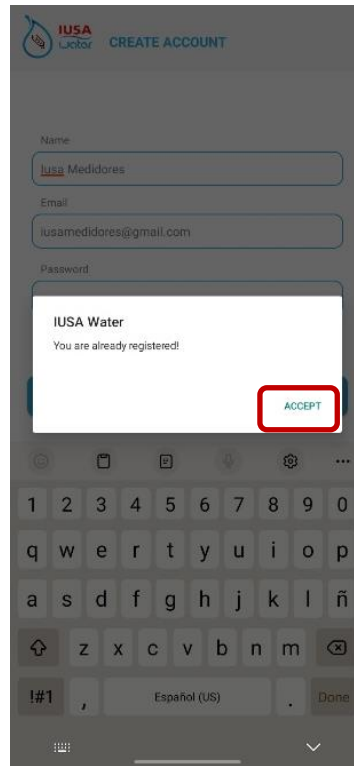 IUSA
water
CREATE ACCOUNT
Name
Iusa Medidores
Email
iusamedidores@gmail.com
Password
IUSA Water
You are already registered!
ACCEPT
1 2 3 4 5 6 7 8 9 0
q w e r t y u i o p
a s d f g h j k l ñ
z x c v b n m
!#1 , Español (US) . Done